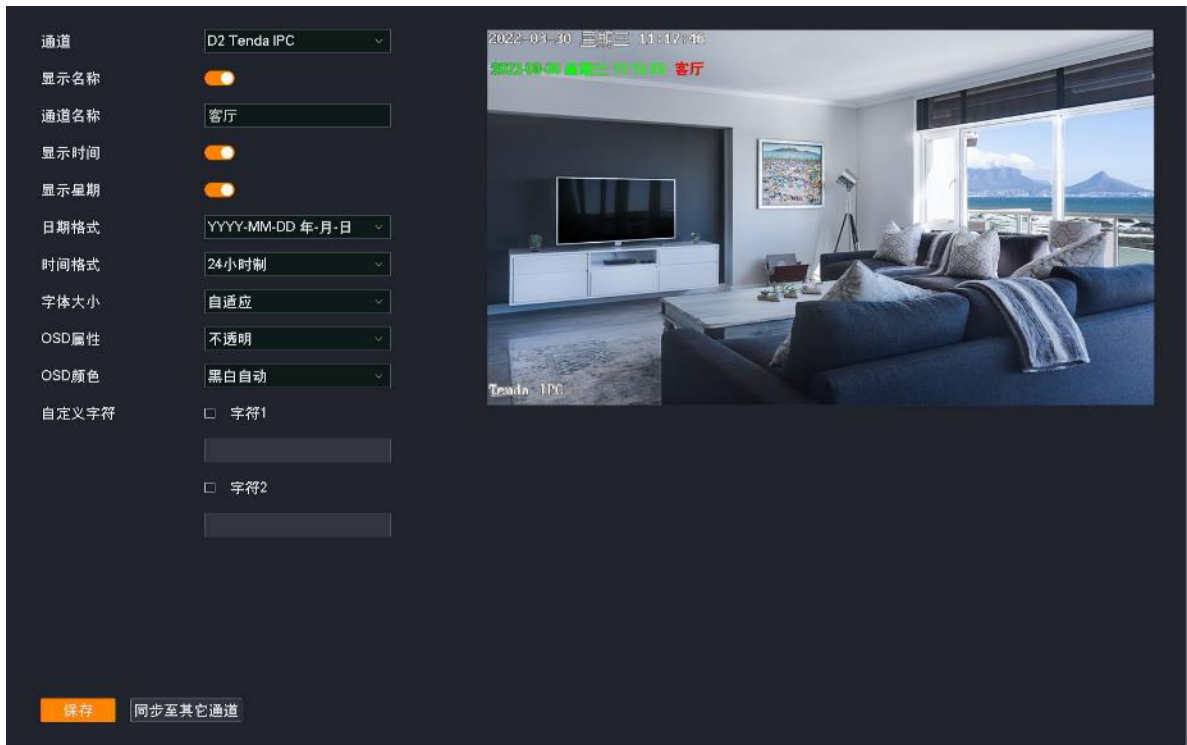 通道 D2 Tenda IPC
显示名称
通道名称 客厅
显示时间
显示星期
日期格式 YYYY-MM-DD 年-月-日
时间格式 24小时制
字体大小 自适应
OSD属性 不透明
OSD颜色 黑白自动
自定义字符 字符1
字符2
保存 同步至其它通道
2022-03-30 星期三 11:17:46
客厅
Tenda IPC